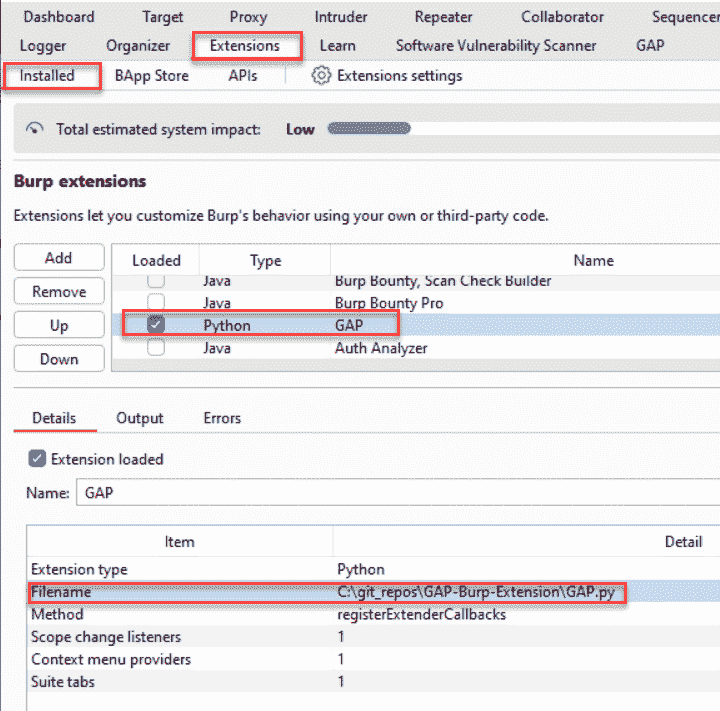 Dashboard Target Proxy Intruder Repeater Collaborator Sequencer
Logger Organizer Extensions Learn Software Vulnerability Scanner GAP
Installed BApp Store APIs Extensions settings
Total estimated system impact: Low
Burp extensions
Extensions let you customize Burp's behavior using your own or third-party code.
Add
Remove
Up
Down
Loaded Type Name
Java Burp Bounty, Scan Check Builder
Java Burp Bounty Pro
Python GAP
Java Auth Analyzer
Details Output Errors
Extension loaded
Name: GAP
Item Detail
Extension type Python
Filename C:\git_repos\GAP-Burp-Extension\GAP.py
Method registerExtenderCallbacks
Scope change listeners 1
Context menu providers 1
Suite tabs 1